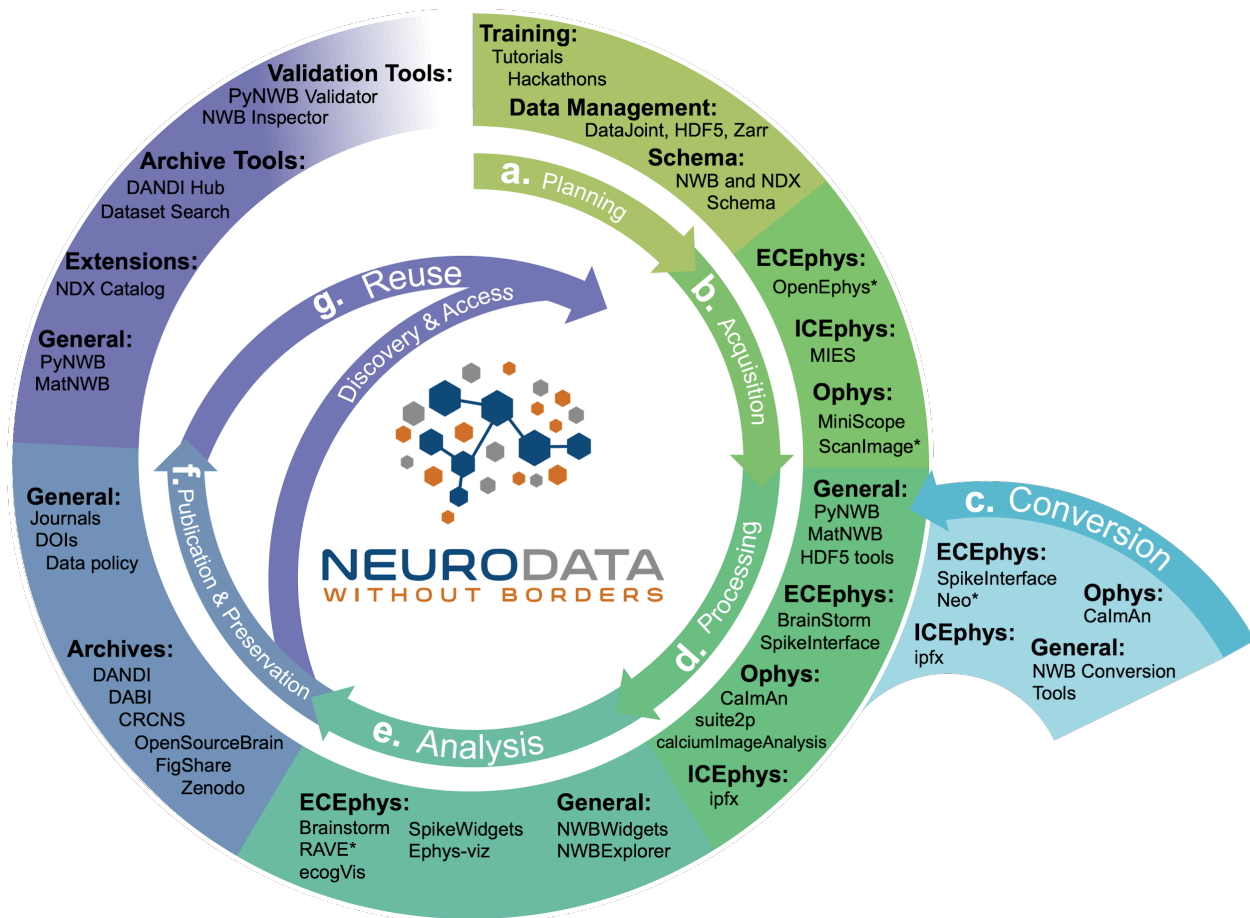 Training:
Tutorials
Hackathons
Data Management:
DataJoint, HDF5, Zarr
Schema:
NWB and NDX
Schema
a. Planning
ECEphys:
OpenEphys*
ICEphys:
MIES
Ophys:
MiniScope
ScanImage*
b. Acquisition
c. Conversion
ECEphys:
SpikeInterface
Neo*
Ophys:
CaImAn
ICEphys:
ipfx
General:
NWB Conversion
Tools
General:
PyNWB
MatNWB
HDF5 tools
ECEphys:
BrainStorm
SpikeInterface
Ophys:
CaImAn
suite2p
calciumImageAnalysis
ICEphys:
ipfx
d. Processing
e. Analysis
ECEphys:
Brainstorm
RAVE*
ecogVis
SpikeWidgets
Ephys-viz
General:
NWBWidgets
NWBExplorer
f. Publication & Preservation
General:
Journals
DOIs
Data policy
Archives:
DANDI
DABI
CRCNS
OpenSourceBrain
FigShare
Zenodo
g. Reuse
Discovery & Access
Validation Tools:
PyNWB Validator
NWB Inspector
Archive Tools:
DANDI Hub
Dataset Search
Extensions:
NDX Catalog
General:
PyNWB
MatNWB
NEURODATA
WITHOUT BORDERS